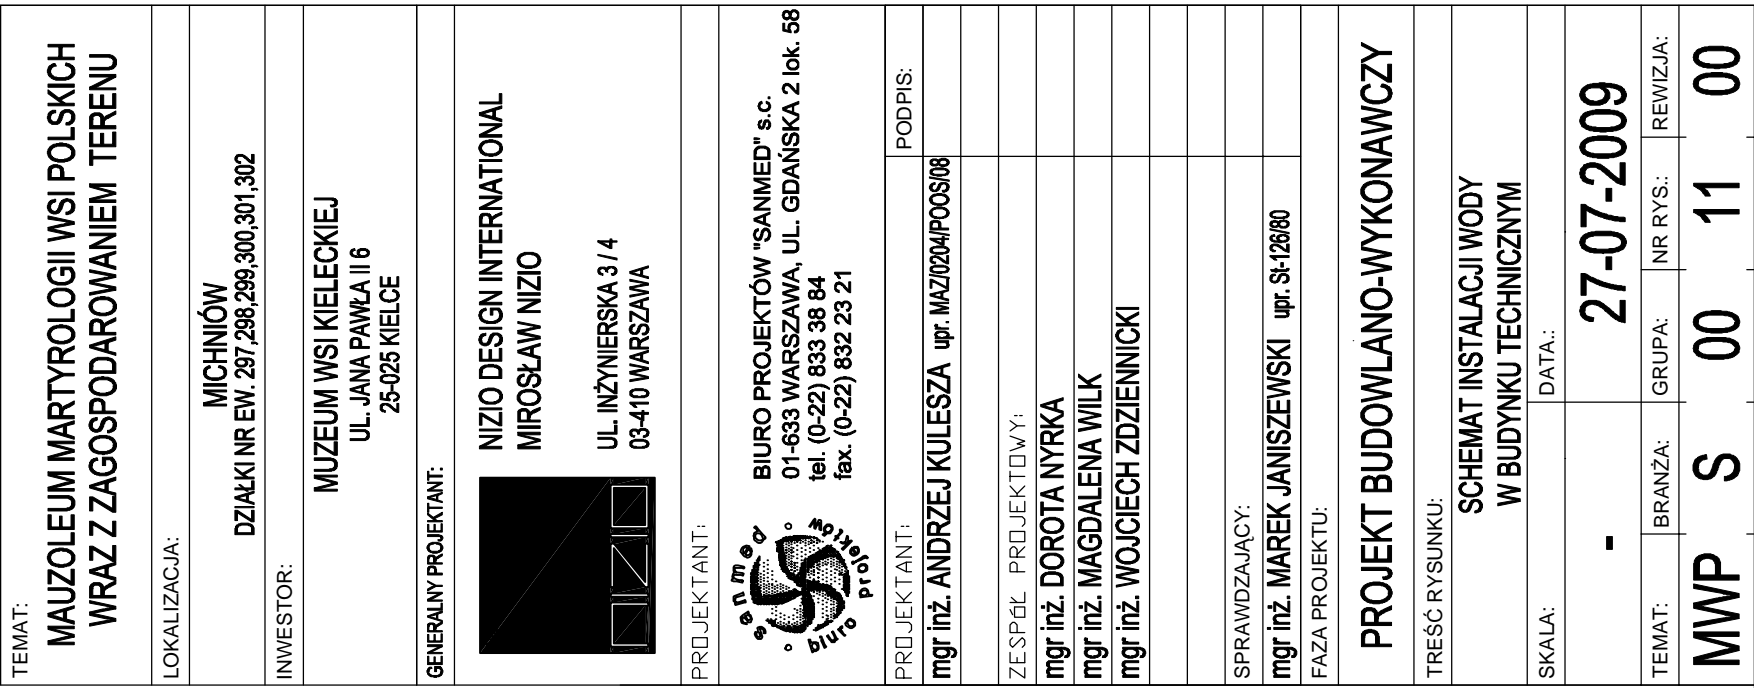 TEMAT:
MAUZOLEUM MARTYROLOGII WSI POLSKICH
WRAZ Z ZAGOSPODAROWANIEM TERENU
LOKALIZACJA:
MICHNIÓW
DZIAŁKI NR EW. 297,298,299,300,301,302
INWESTOR:
MUZEUM WSI KIELECKIEJ
UL. JANA PAWŁA II 6
25-025 KIELCE
GENERALNY PROJEKTANT:
NIZIO
NIZIO DESIGN INTERNATIONAL
MIROSŁAW NIZIO
UL. INŻYNIERSKA 3 / 4
03-410 WARSZAWA
PROJEKTANT:
sanmed
biuro projektów
BIURO PROJEKTÓW "SANMED" s.c.
01-633 WARSZAWA, UL. GDAŃSKA 2 lok. 58
tel. (0-22) 833 38 84
fax. (0-22) 832 23 21
PROJEKTANT: PODPIS:
mgr inż. ANDRZEJ KULESZA upr. MAZ/0204/POOS/08
ZESPÓŁ PROJEKTOWY:
mgr inż. DOROTA NYRKA
mgr inż. MAGDALENA WILK
mgr inż. WOJCIECH ZDZIENNICKI
SPRAWDZAJĄCY:
mgr inż. MAREK JANISZEWSKI upr. St-126/80
FAZA PROJEKTU:
PROJEKT BUDOWLANO-WYKONAWCZY
TREŚĆ RYSUNKU:
SCHEMAT INSTALACJI WODY
W BUDYNKU TECHNICZNYM
SKALA: DATA.:
- 27-07-2009
TEMAT: BRANŻA: GRUPA: NR RYS.: REWIZJA:
MWP S 00 11 00